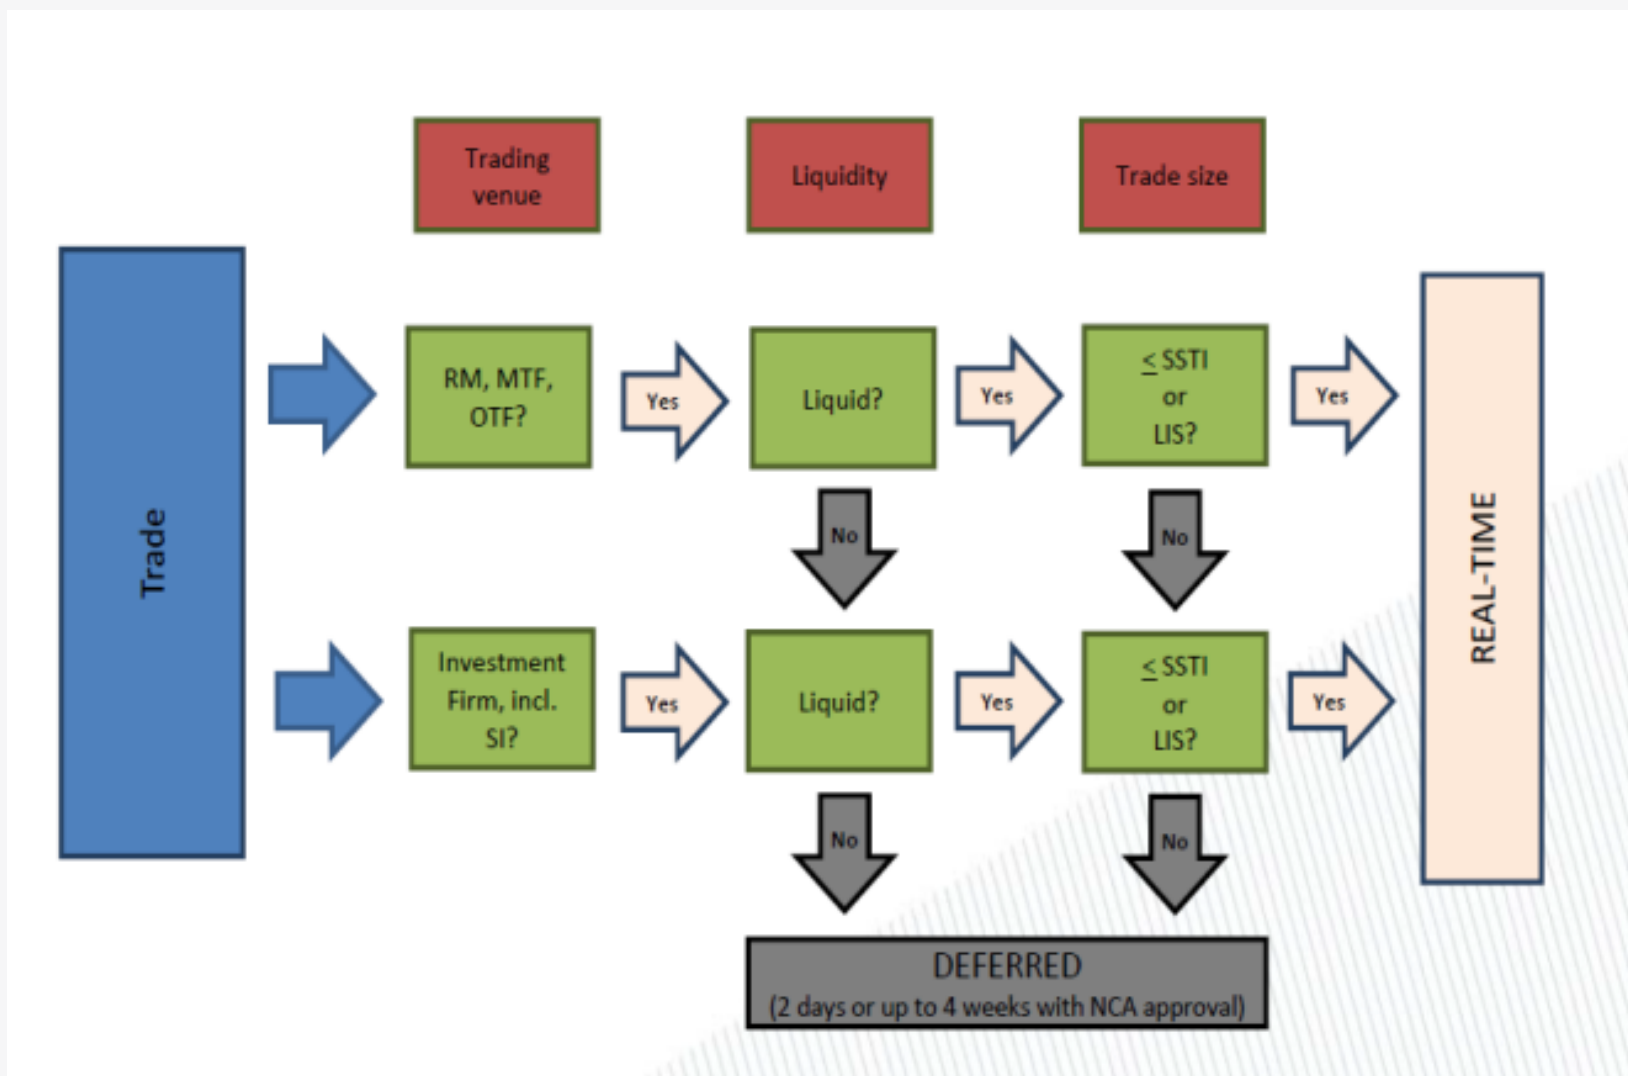 Trading
venue
Liquidity
Trade size
Trade
RM, MTF,
OTF?
Yes
Liquid?
Yes
≤ SSTI
or
LIS?
Yes
No
No
REAL-TIME
Investment
Firm, incl.
SI?
Yes
Liquid?
Yes
≤ SSTI
or
LIS?
Yes
No
No
DEFERRED
(2 days or up to 4 weeks with NCA approval)